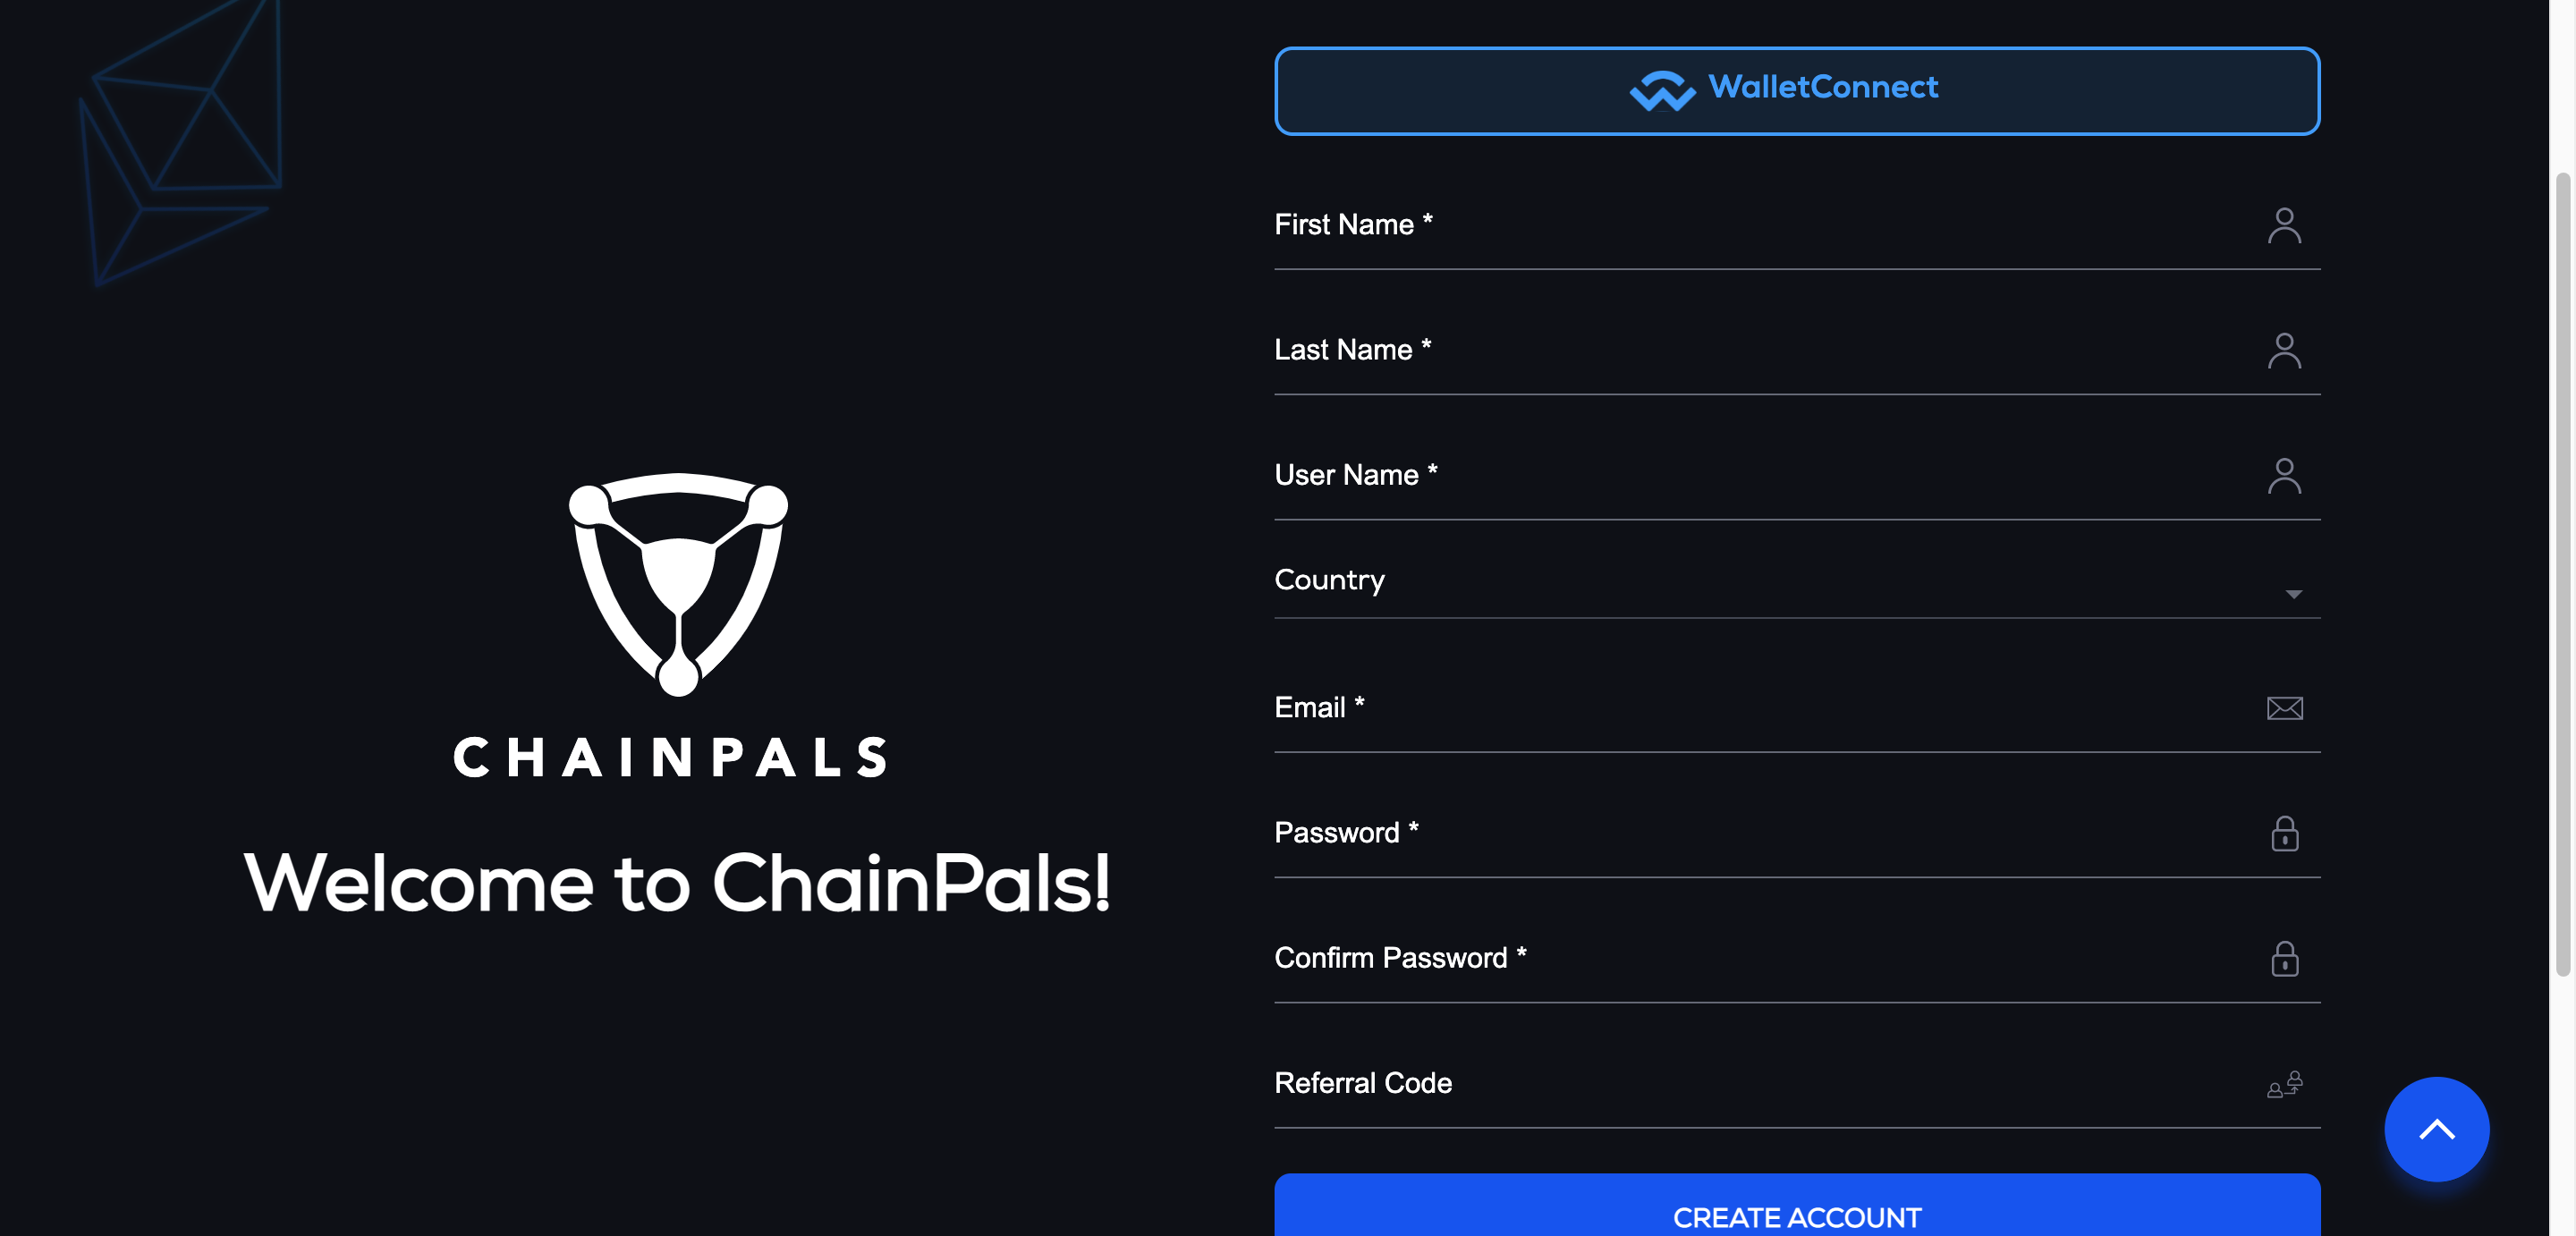 WalletConnect
First Name *
Last Name *
User Name *
Country
Email *
Password *
Confirm Password *
Referral Code
CREATE ACCOUNT
CHAINPALS
Welcome to ChainPals!